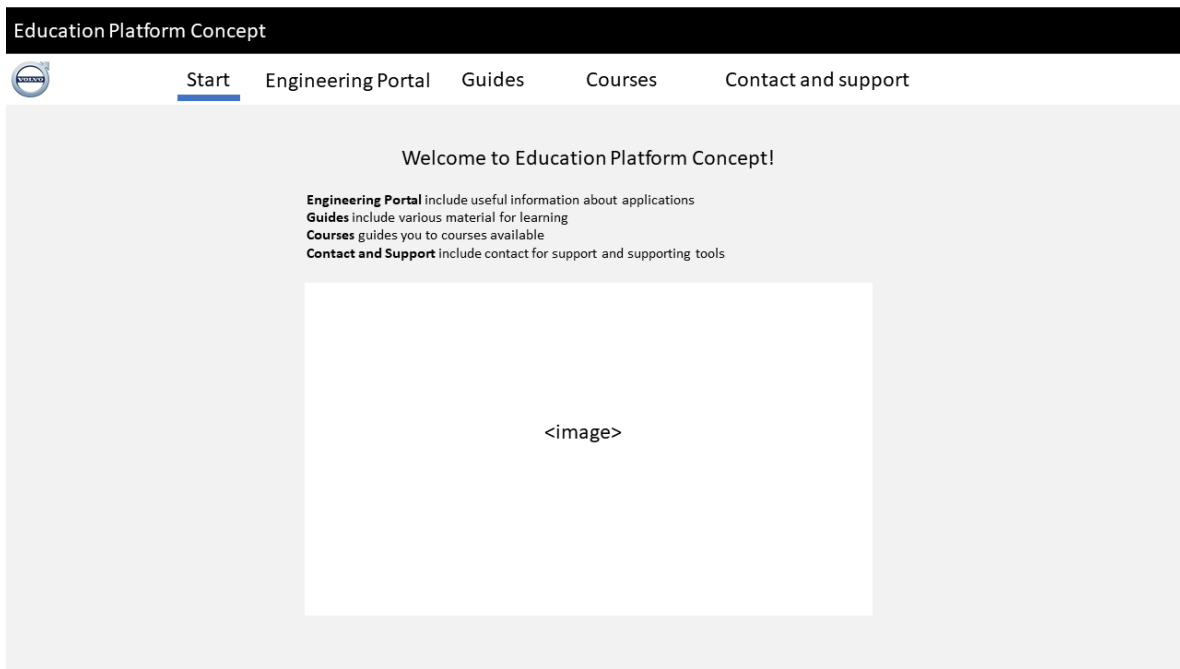 Education Platform Concept
VOLVO
Start
Engineering Portal
Guides
Courses
Contact and support
Welcome to Education Platform Concept!
Engineering Portal include useful information about applications
Guides include various material for learning
Courses guides you to courses available
Contact and Support include contact for support and supporting tools
<image>